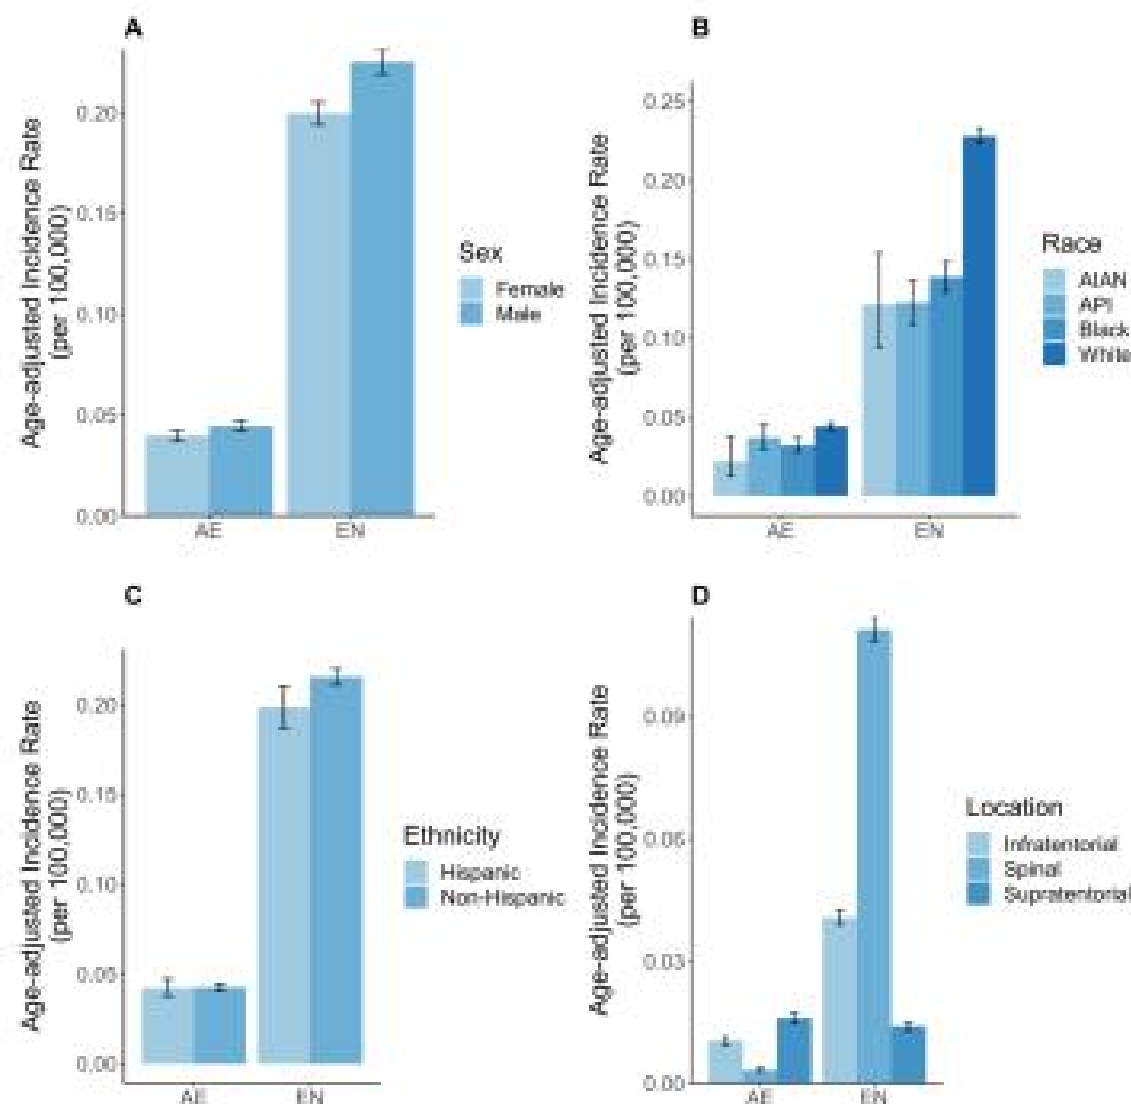 A
Age-adjusted Incidence Rate
(per 100,000)
0.20
0.15
0.10
0.05
0.00
AE
EN
Sex
Female
Male
B
Age-adjusted Incidence Rate
(per 100,000)
0.25
0.20
0.15
0.10
0.05
0.00
AE
EN
Race
AIAN
API
Black
White
C
Age-adjusted Incidence Rate
(per 100,000)
0.20
0.15
0.10
0.05
0.00
AE
EN
Ethnicity
Hispanic
Non-Hispanic
D
Age-adjusted Incidence Rate
(per 100,000)
0.09
0.06
0.03
0.00
AE
EN
Location
Infratentorial
Spinal
Supratentorial